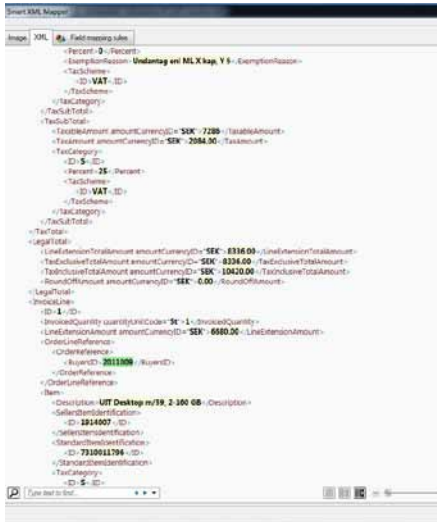 Smart XML Mapper
Image XML Field mapping rules
<Percent>0</Percent>
<ExemptionReason>Undantag enl ML X kap, Y §</ExemptionReason>
<TaxScheme>
<ID>VAT</ID>
</TaxScheme>
</TaxCategory>
</TaxSubTotal>
<TaxSubTotal>
<TaxableAmount amountCurrencyID="SEK"></TaxableAmount>
<TaxAmount amountCurrencyID="SEK">2084.00</TaxAmount>
<TaxCategory>
<ID>S</ID>
<Percent>25</Percent>
<TaxScheme>
<ID>VAT</ID>
</TaxScheme>
</TaxCategory>
</TaxSubTotal>
</TaxTotal>
<LegalTotal>
<LineExtensionTotalAmount amountCurrencyID="SEK">8336.00</LineExtensionTotalAmount>
<TaxExclusiveTotalAmount amountCurrencyID="SEK">8336.00</TaxExclusiveTotalAmount>
<TaxInclusiveTotalAmount amountCurrencyID="SEK">10420.00</TaxInclusiveTotalAmount>
<RoundOffAmount amountCurrencyID="SEK">0.00</RoundOffAmount>
</LegalTotal>
<InvoiceLine>
<ID>1</ID>
<InvoicedQuantity quantityUnitCode="St">1</InvoicedQuantity>
<LineExtensionAmount amountCurrencyID="SEK">6680.00</LineExtensionAmount>
<OrderLineReference>
<OrderReference>
<BuyersID>2011809</BuyersID>
</OrderReference>
</OrderLineReference>
<Item>
<Description>UIT Desktop m/59, 2-160 GB</Description>
<SellersItemIdentification>
<ID>1914007</ID>
</SellersItemIdentification>
<StandardItemIdentification>
<ID>7310011796</ID>
</StandardItemIdentification>
<TaxCategory>
<ID>S</ID>
Type text to find...